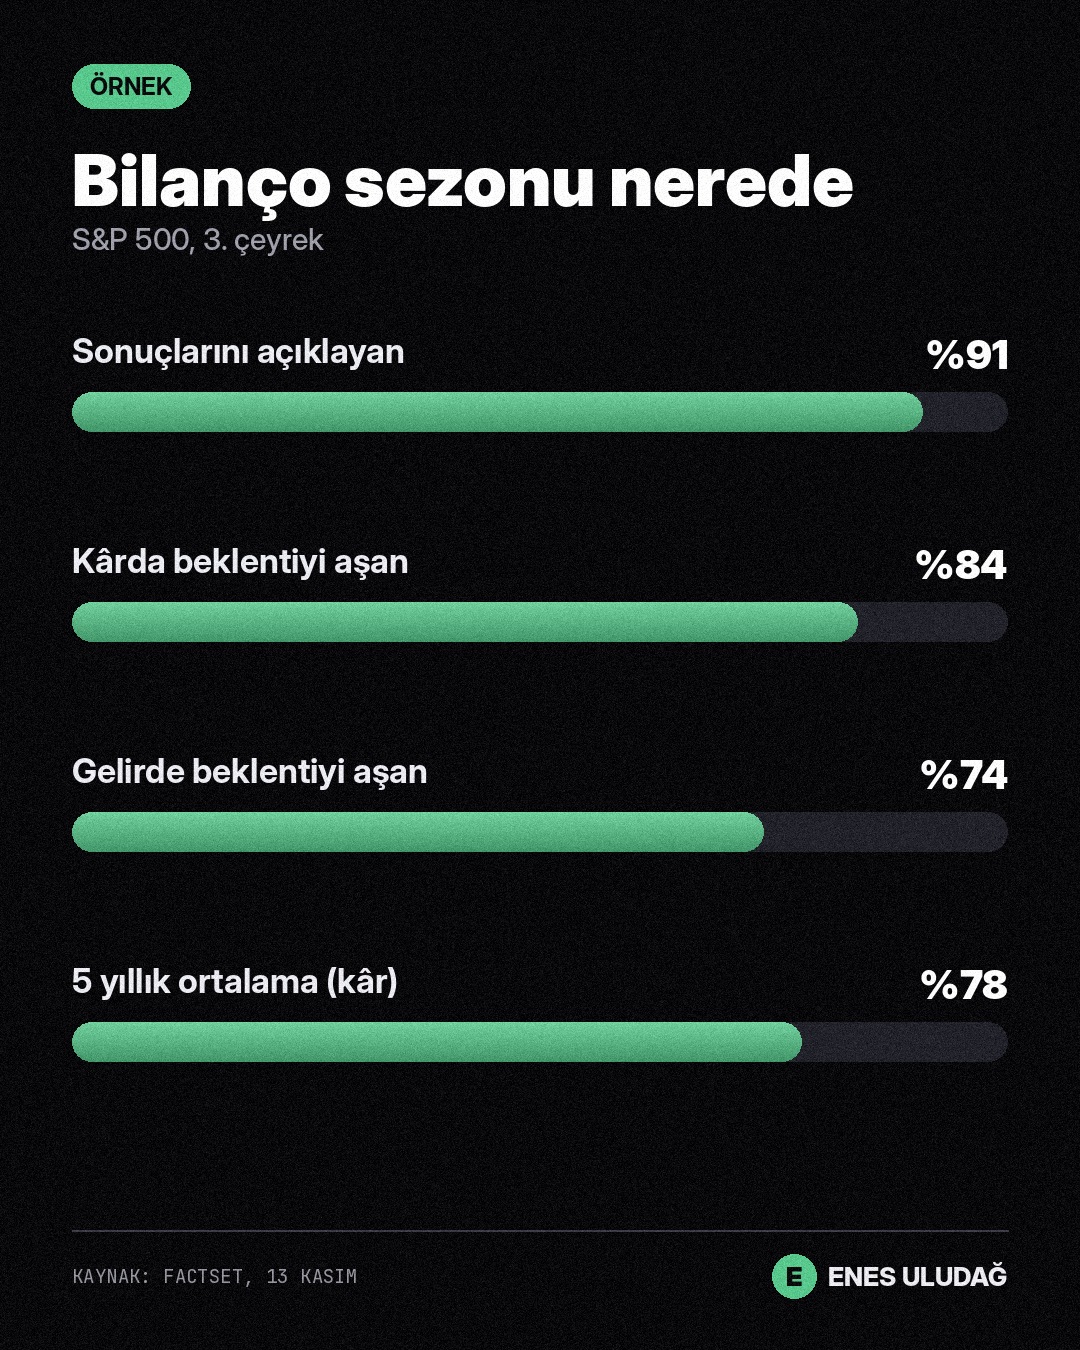 ÖRNEK
Bilanço sezonu nerede
S&P 500, 3. çeyrek
Sonuçlarını açıklayan %91
Kârda beklentiyi aşan %84
Gelirde beklentiyi aşan %74
5 yıllık ortalama (kâr) %78
KAYNAK: FACTSET, 13 KASIM
E ENES ULUDAĞ